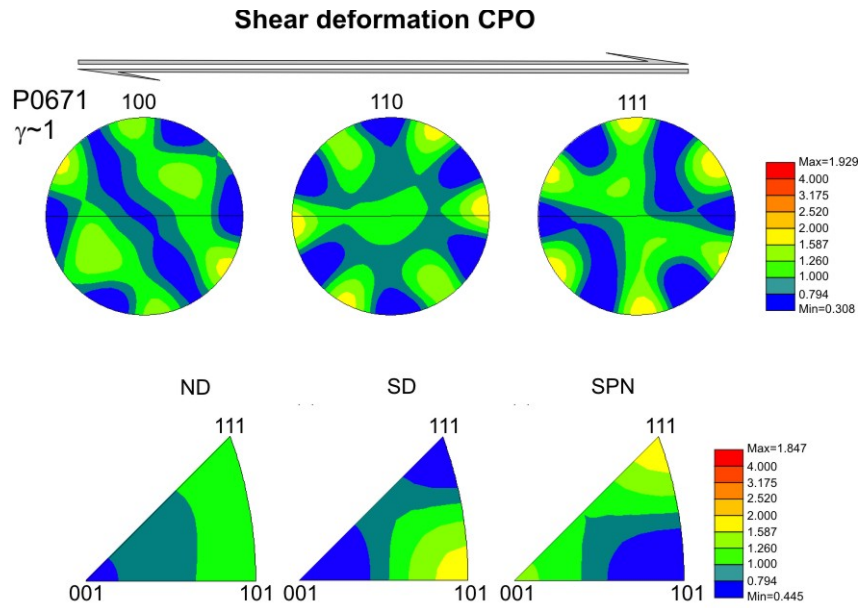 Shear deformation CPO
P0671
γ~1
100
110
111
Max=1.929
4.000
3.175
2.520
2.000
1.587
1.260
1.000
0.794
Min=0.308
ND
SD
SPN
111
111
111
001
101
001
101
001
101
Max=1.847
4.000
3.175
2.520
2.000
1.587
1.260
1.000
0.794
Min=0.445